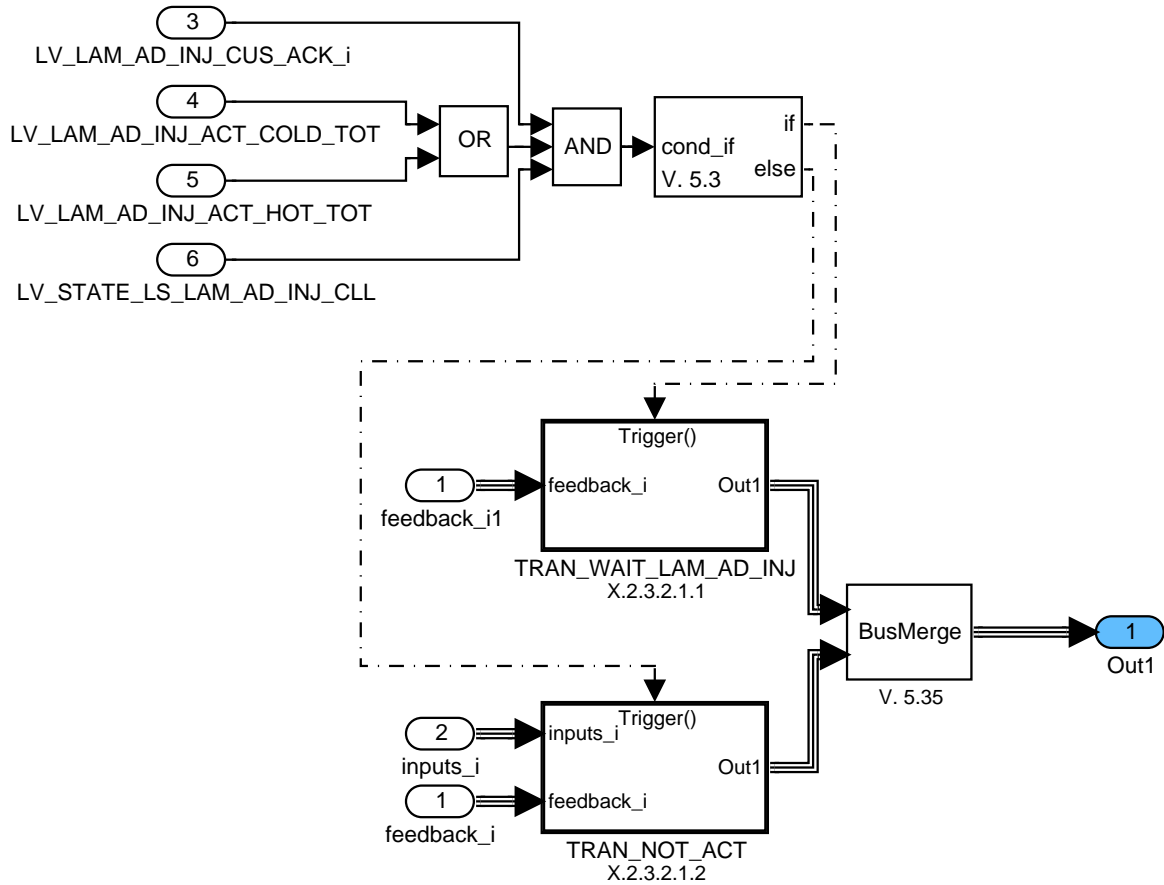 3
LV_LAM_AD_INJ_CUS_ACK_i
4
LV_LAM_AD_INJ_ACT_COLD_TOT
5
LV_LAM_AD_INJ_ACT_HOT_TOT
6
LV_STATE_LS_LAM_AD_INJ_CLL
OR
AND
if
cond_if
else
V. 5.3
Trigger()
1
feedback_i
Out1
feedback_i1
TRAN_WAIT_LAM_AD_INJ
X.2.3.2.1.1
BusMerge
V. 5.35
1
Out1
Trigger()
2
inputs_i
inputs_i
Out1
1
feedback_i
feedback_i
TRAN_NOT_ACT
X.2.3.2.1.2